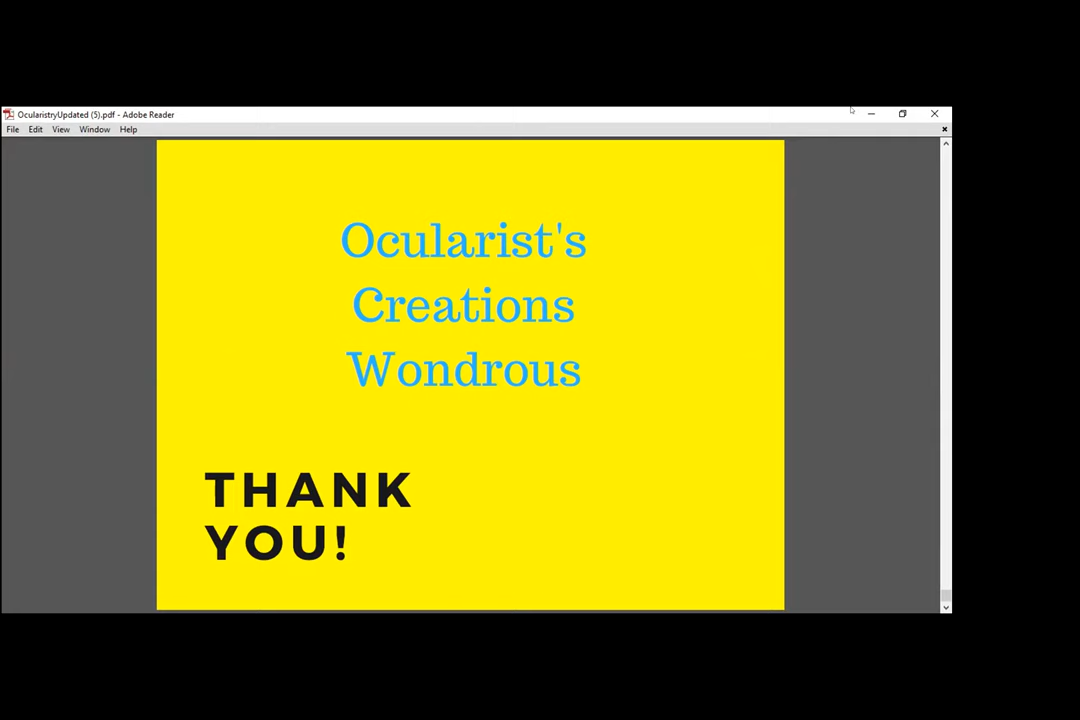 OcularistryUpdated (5).pdf - Adobe Reader
File Edit View Window Help
Ocularist's
Creations
Wondrous
THANK
YOU!